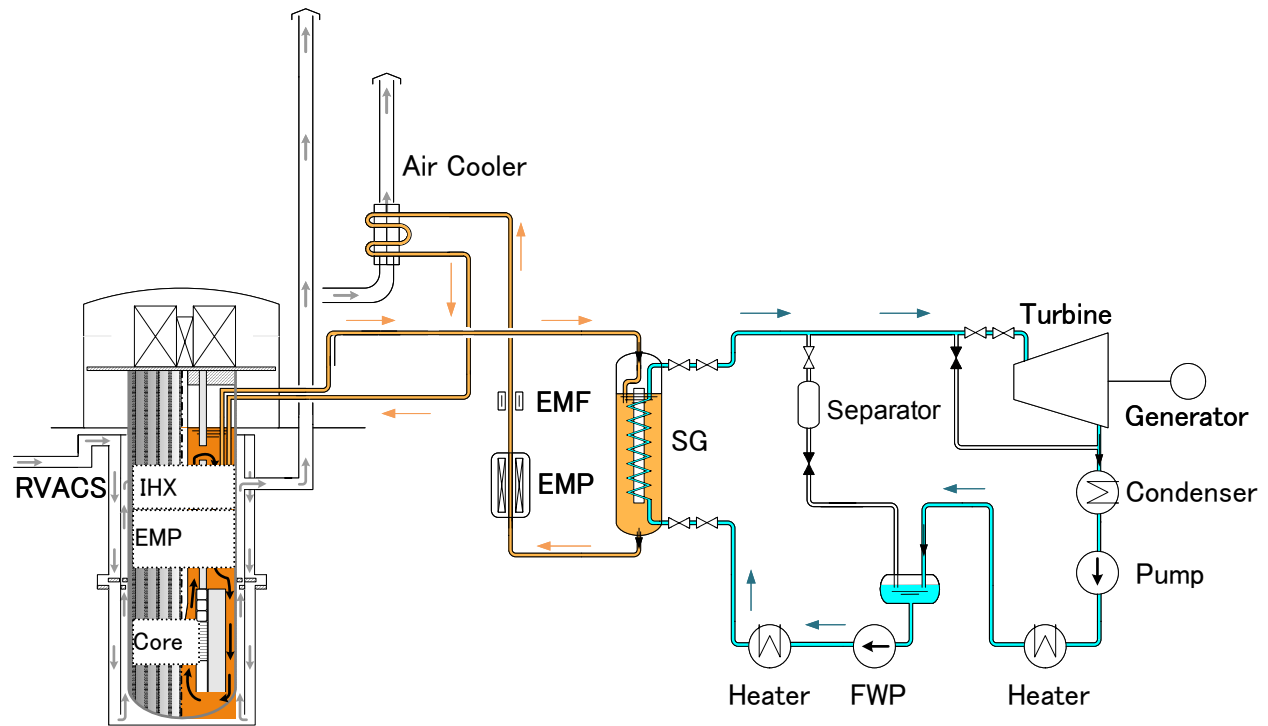 Air Cooler
Turbine
EMF
Separator
Generator
SG
RVACS
IHX
EMP
Condenser
EMP
Pump
Core
Heater
FWP
Heater